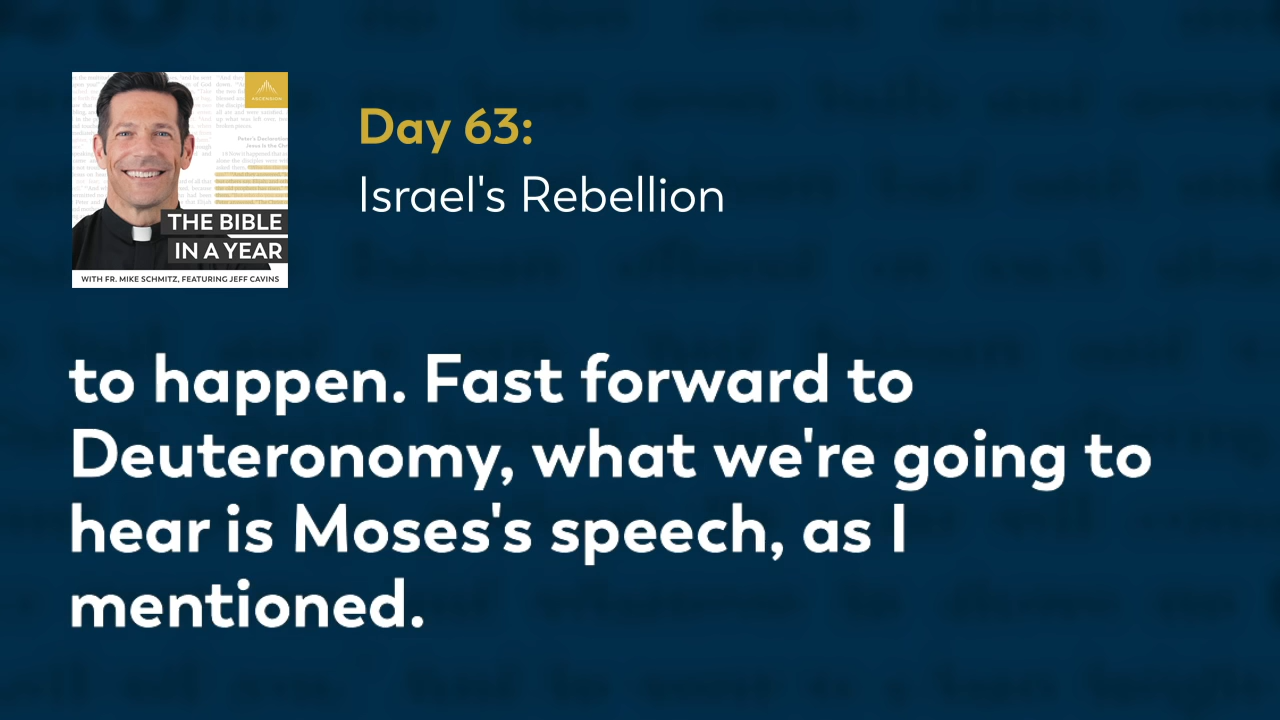 ASCENSION
THE BIBLE
IN A YEAR
WITH FR. MIKE SCHMITZ, FEATURING JEFF CAVINS
Day 63:
Israel's Rebellion
to happen. Fast forward to
Deuteronomy, what we're going to
hear is Moses's speech, as I
mentioned.